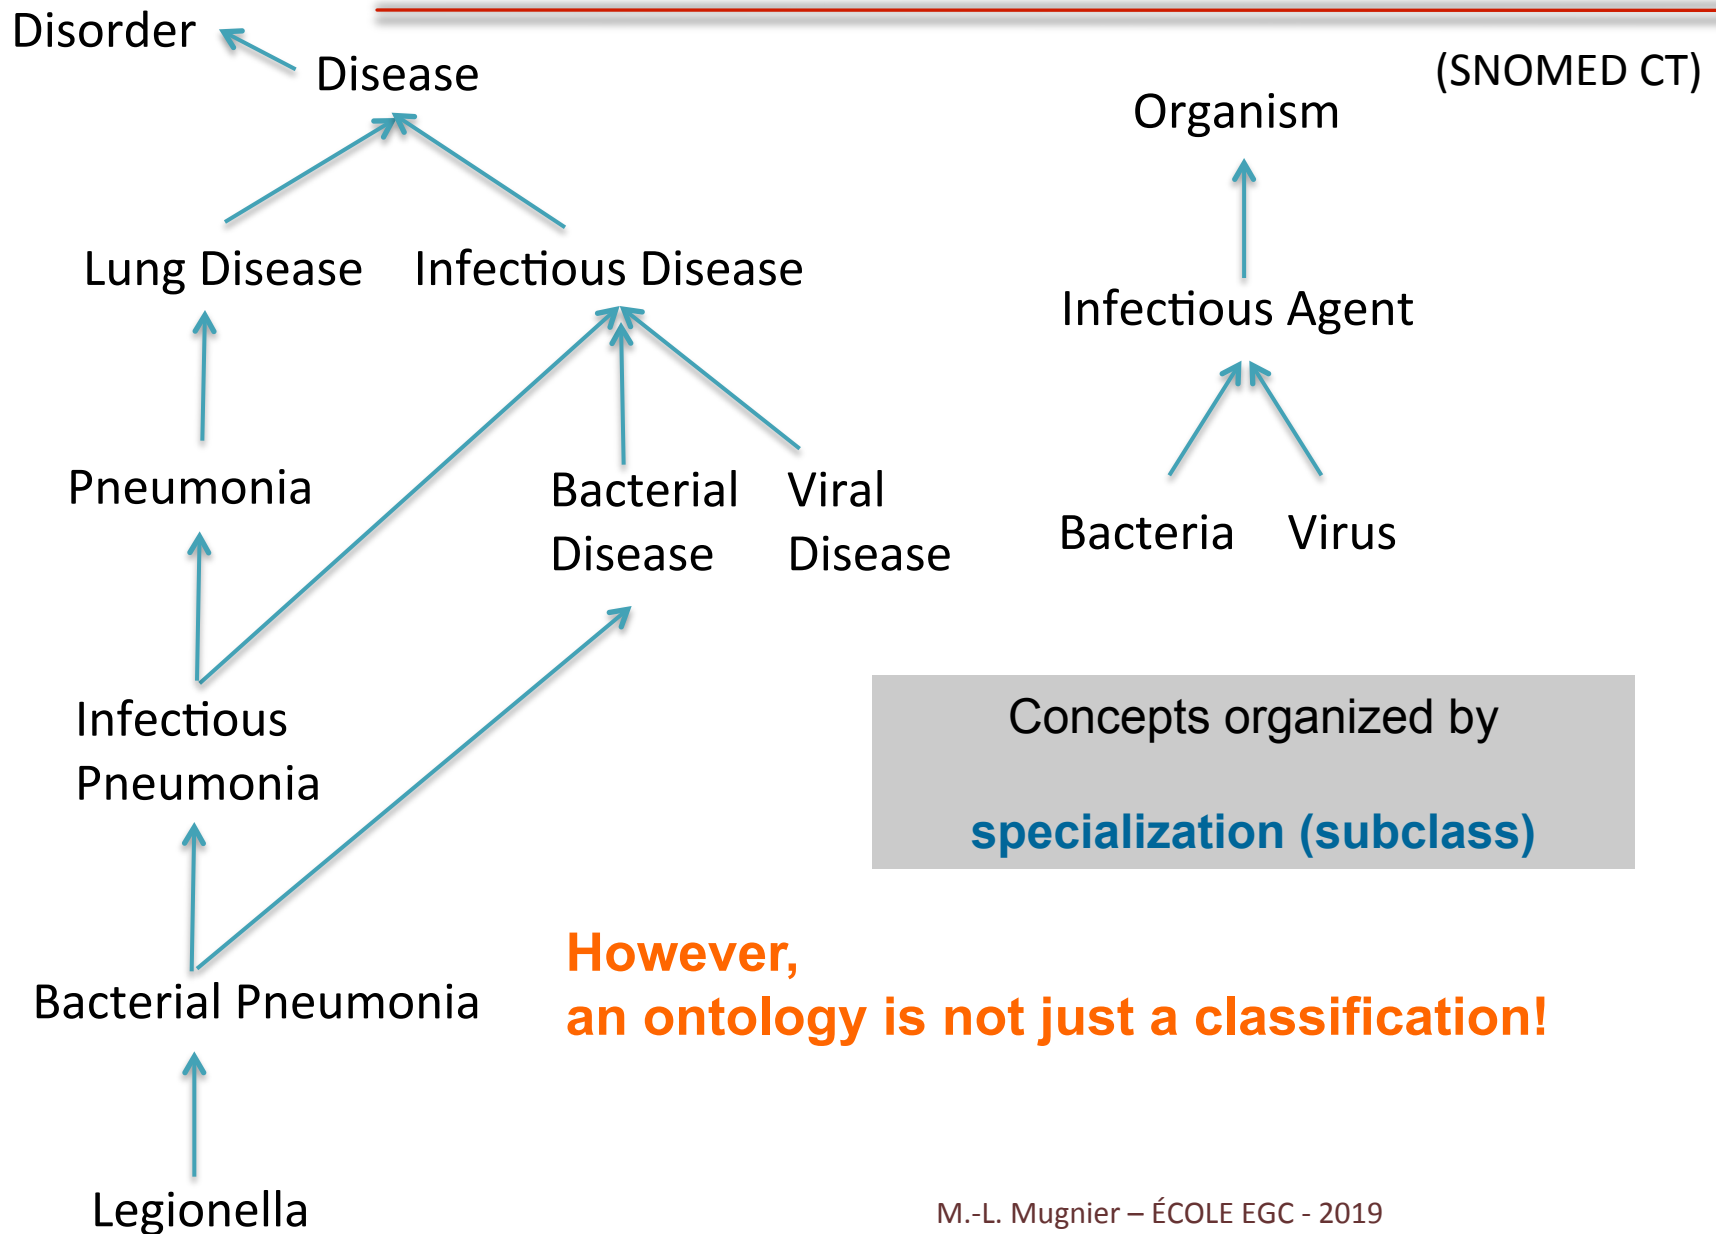 Disorder
Disease
(SNOMED CT)
Organism
Lung Disease
Infectious Disease
Infectious Agent
Pneumonia
Bacterial
Disease
Viral
Disease
Bacteria
Virus
Infectious
Pneumonia
Concepts organized by
specialization (subclass)
However,
an ontology is not just a classification!
Bacterial Pneumonia
Legionella
M.-L. Mugnier – ÉCOLE EGC - 2019